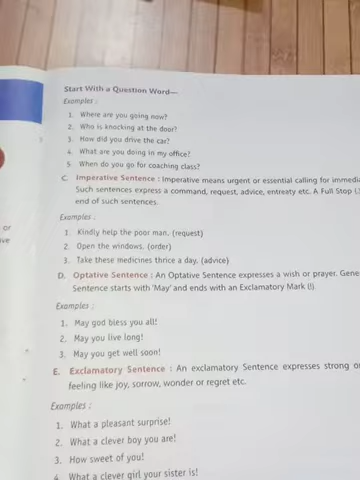 Start With a Question Word—
Examples :
1. Where are you going now?
2. Who is knocking at the door?
3. How did you drive the car?
4. What are you doing in my office?
5. When do you go for coaching class?
C. Imperative Sentence : Imperative means urgent or essential calling for
Such sentences express a command, request, advice, entreaty etc. A Full Stop
end of such sentences.
Examples :
1. Kindly help the poor man. (request)
2. Open the windows. (order)
3. Take these medicines thrice a day. (advice)
D. Optative Sentence : An Optative Sentence expresses a wish or prayer.
Sentence starts with 'May' and ends with an Exclamatory Mark (!).
Examples :
1. May god bless you all!
2. May you live long!
3. May you get well soon!
E. Exclamatory Sentence : An exclamatory Sentence expresses strong
feeling like joy, sorrow, wonder or regret etc.
Examples :
1. What a pleasant surprise!
2. What a clever boy you are!
3. How sweet of you!
4. What a clever girl your sister is!